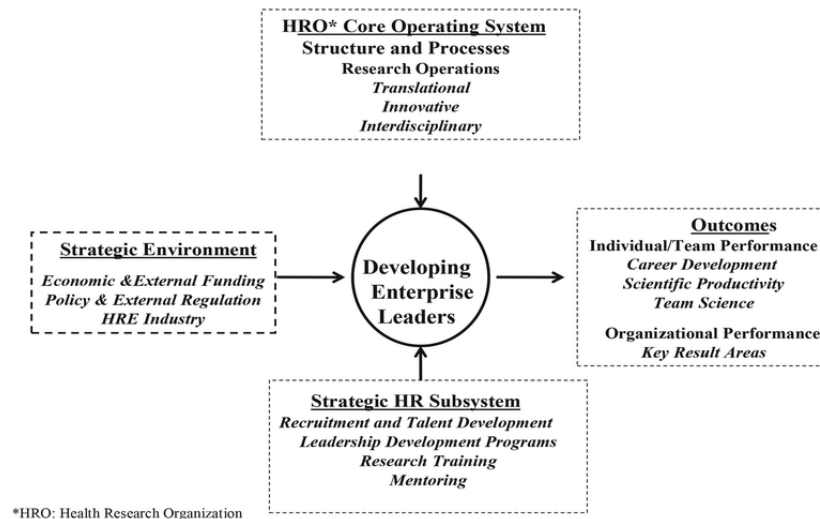 HRO* Core Operating System
Structure and Processes
Research Operations
Translational
Innovative
Interdisciplinary
Strategic Environment
Economic &External Funding
Policy & External Regulation
HRE Industry
Developing
Enterprise
Leaders
Outcomes
Individual/Team Performance
Career Development
Scientific Productivity
Team Science
Organizational Performance
Key Result Areas
Strategic HR Subsystem
Recruitment and Talent Development
Leadership Development Programs
Research Training
Mentoring
*HRO: Health Research Organization